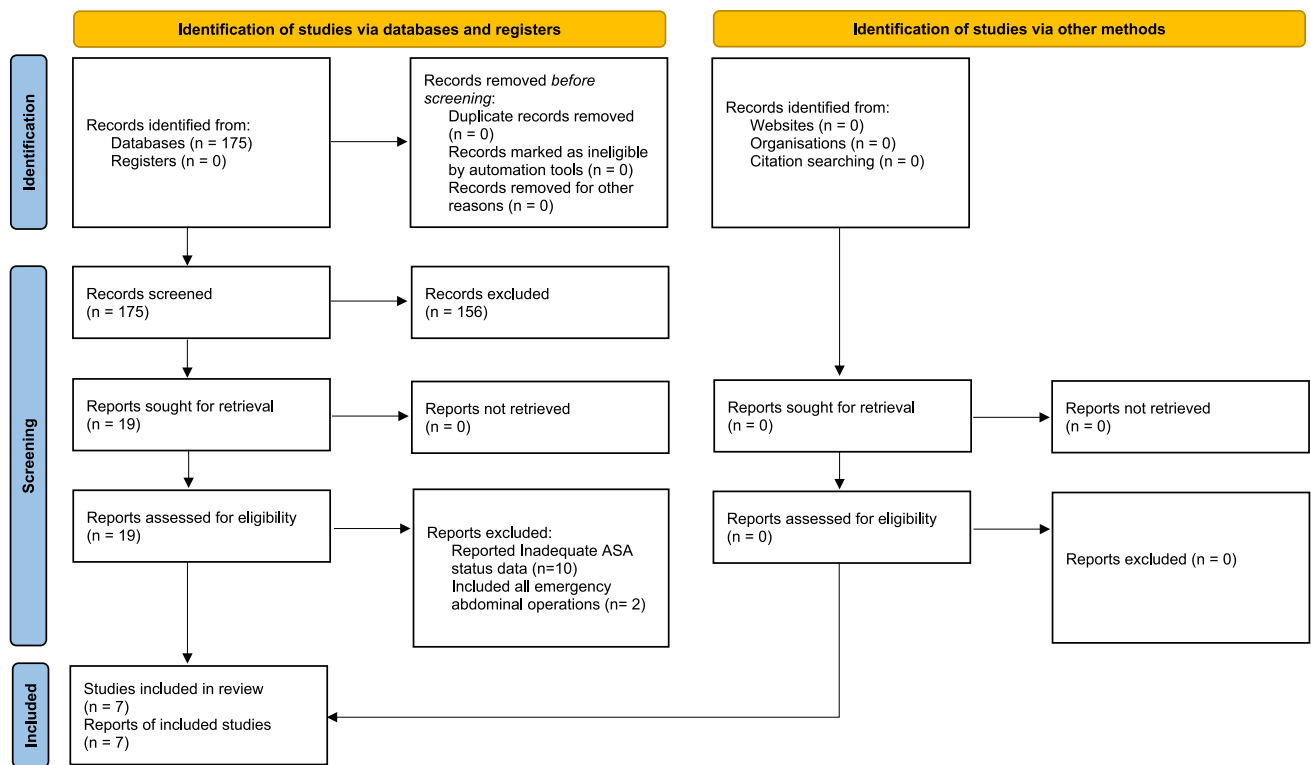 Identification of studies via databases and registers
Identification of studies via other methods
Identification
Records identified from:
Databases (n = 175)
Registers (n = 0)
Records removed before
screening:
Duplicate records removed
(n = 0)
Records marked as ineligible
by automation tools (n = 0)
Records removed for other
reasons (n = 0)
Records identified from:
Websites (n = 0)
Organisations (n = 0)
Citation searching (n = 0)
Screening
Records screened
(n = 175)
Records excluded
(n = 156)
Reports sought for retrieval
(n = 19)
Reports not retrieved
(n = 0)
Reports sought for retrieval
(n = 0)
Reports not retrieved
(n = 0)
Reports assessed for eligibility
(n = 19)
Reports excluded:
Reported Inadequate ASA
status data (n=10)
Included all emergency
abdominal operations (n= 2)
Reports assessed for eligibility
(n = 0)
Reports excluded (n = 0)
Included
Studies included in review
(n = 7)
Reports of included studies
(n = 7)